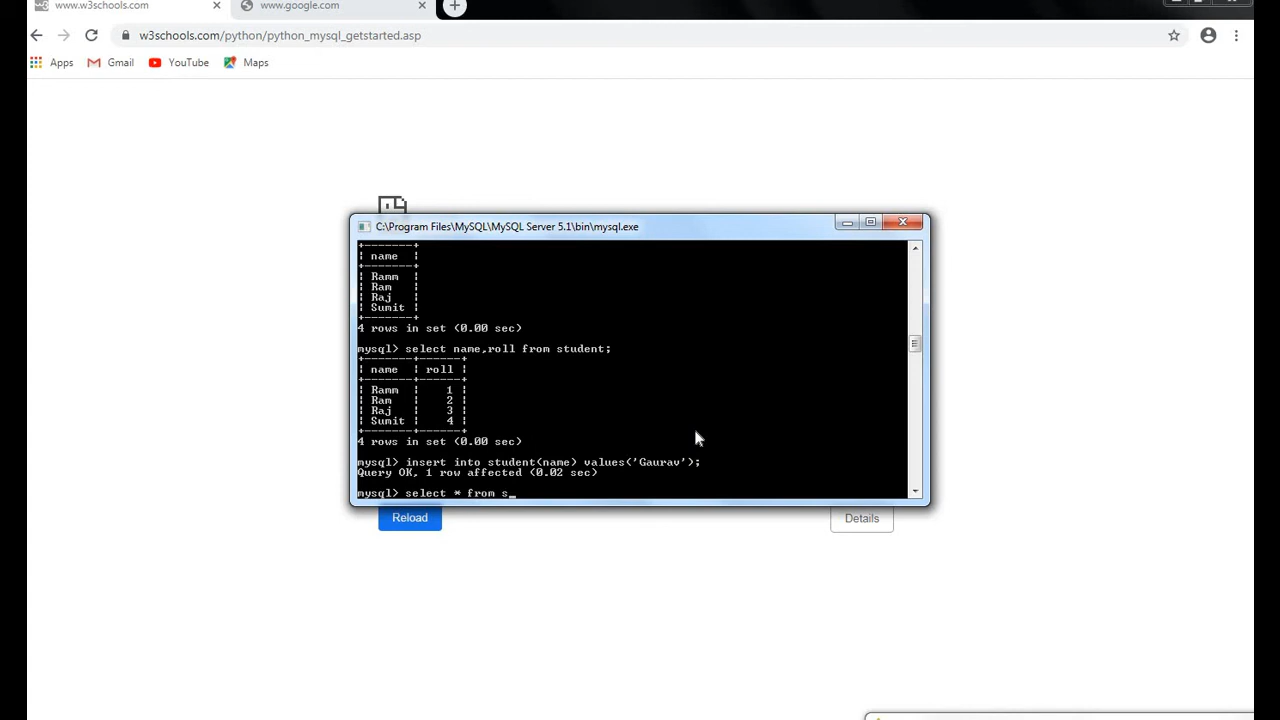 www.w3schools.com
www.google.com
w3schools.com/python/python_mysql_getstarted.asp
Apps Gmail YouTube Maps
C:\Program Files\MySQL\MySQL Server 5.1\bin\mysql.exe
+-------+
| name |
+-------+
| Ramm |
| Ram |
| Raj |
| Sumit |
+-------+
4 rows in set (0.00 sec)
mysql> select name,roll from student;
+-------+------+
| name | roll |
+-------+------+
| Ramm | 1 |
| Ram | 2 |
| Raj | 3 |
| Sumit | 4 |
+-------+------+
4 rows in set (0.00 sec)
mysql> insert into student(name) values('Gaurav');
Query OK, 1 row affected (0.02 sec)
mysql> select * from s_
Reload Details